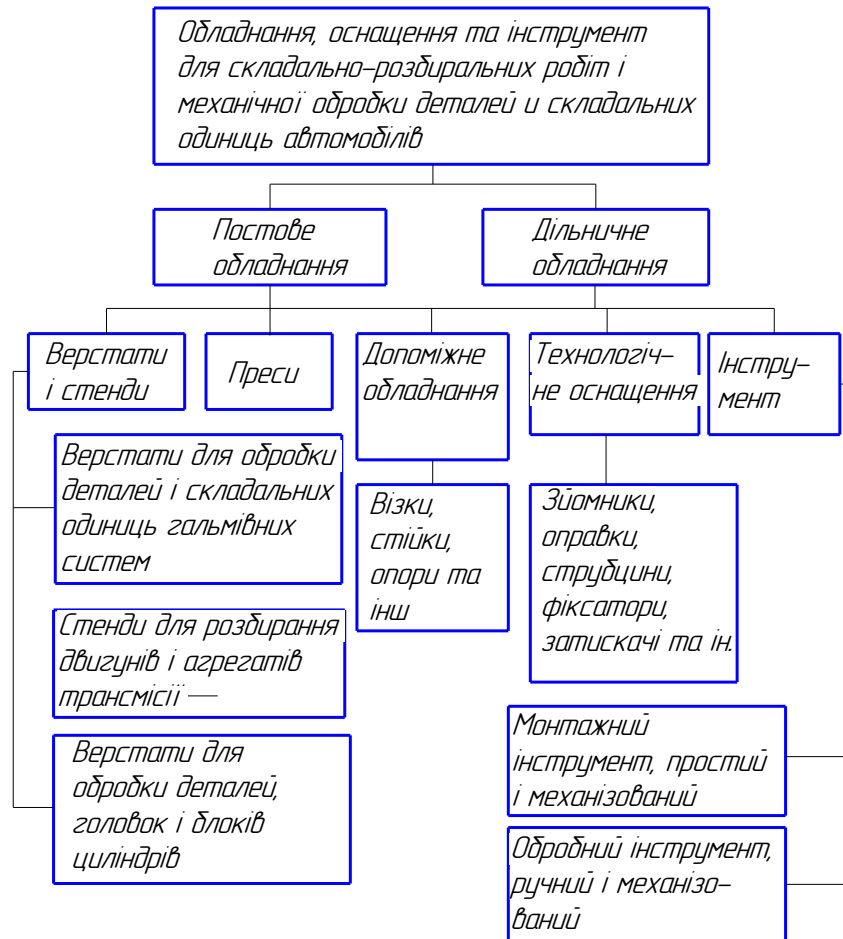 Обладнання, оснащення та інструмент
для складально-розбиральних робіт і
механічної обробки деталей и складальних
одиниць автомобілів
Постове
обладнання
Дільничне
обладнання
Верстати
і стенди
Преси
Допоміжне
обладнання
Технологіч-
не оснащення
Інстру-
мент
Верстати для обробки
деталей і складальних
одиниць гальмівних
систем
Візки,
стійки,
опори та
інш
Зйомники,
оправки,
струбцини,
фіксатори,
затискачі та ін.
Стенди для розбирання
двигунів і агрегатів
трансмісії
Верстати для
обробки деталей,
головок і блоків
циліндрів
Монтажний
інструмент, простий
і механізований
Обробний інструмент,
ручний і механізо-
ваний